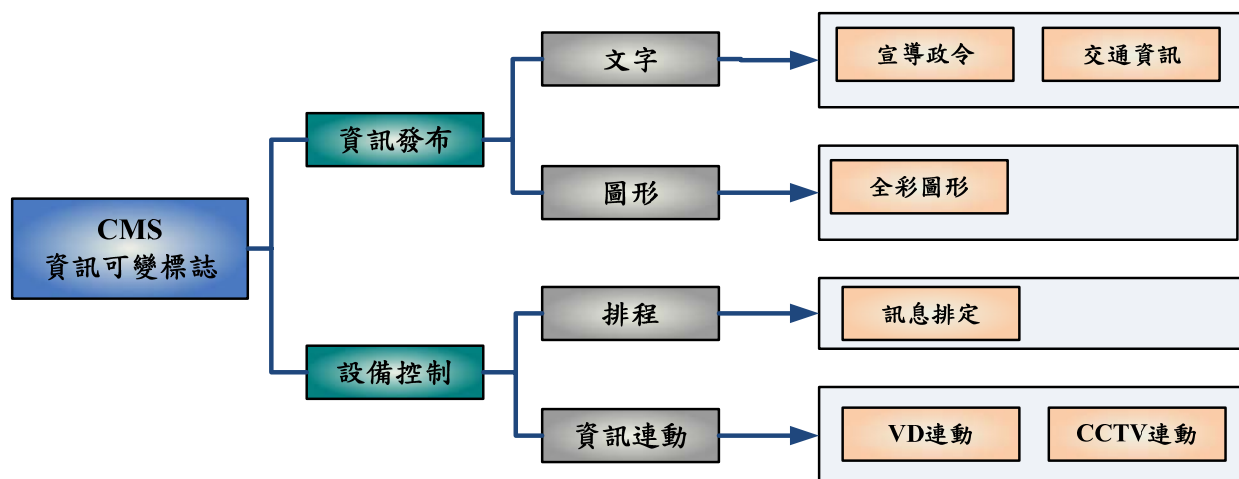 CMS
資訊可變標誌
資訊發布
文字
宣導政令
交通資訊
圖形
全彩圖形
設備控制
排程
訊息排定
資訊連動
VD連動
CCTV連動